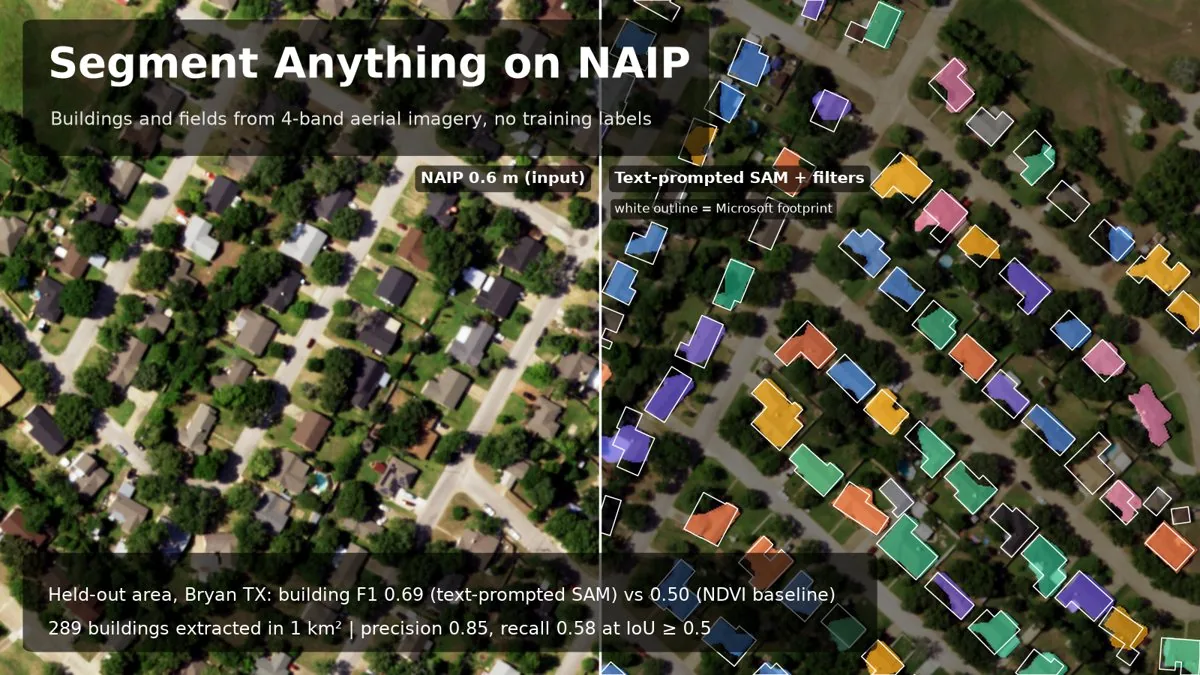 Segment Anything on NAIP
Buildings and fields from 4-band aerial imagery, no training labels
NAIP 0.6 m (input)
Text-prompted SAM + filters
white outline = Microsoft footprint
Held-out area, Bryan TX: building F1 0.69 (text-prompted SAM) vs 0.50 (NDVI baseline)
289 buildings extracted in 1 km² | precision 0.85, recall 0.58 at IoU ≥ 0.5